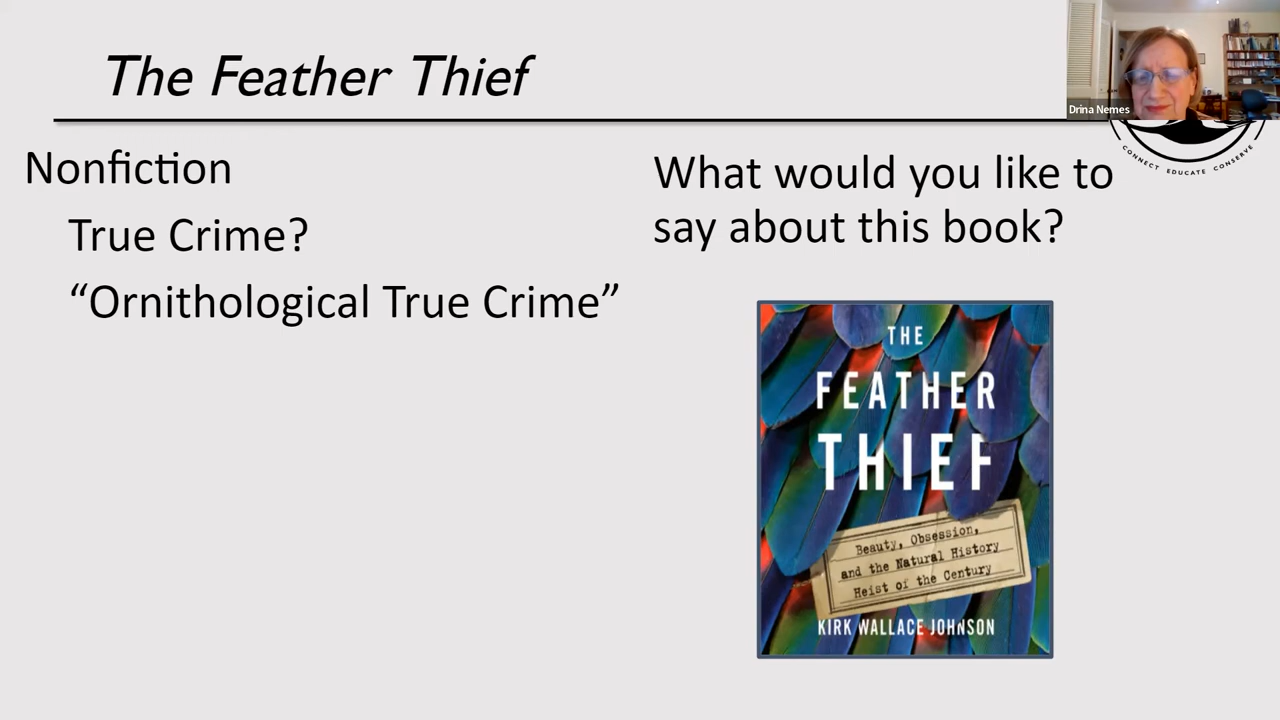 The Feather Thief
Drina Nemes
CONNECT EDUCATE CONSERVE
Nonfiction
True Crime?
“Ornithological True Crime”
What would you like to
say about this book?
THE
FEATHER
THIEF
Beauty, Obsession,
and the Natural History
Heist of the Century
KIRK WALLACE JOHNSON